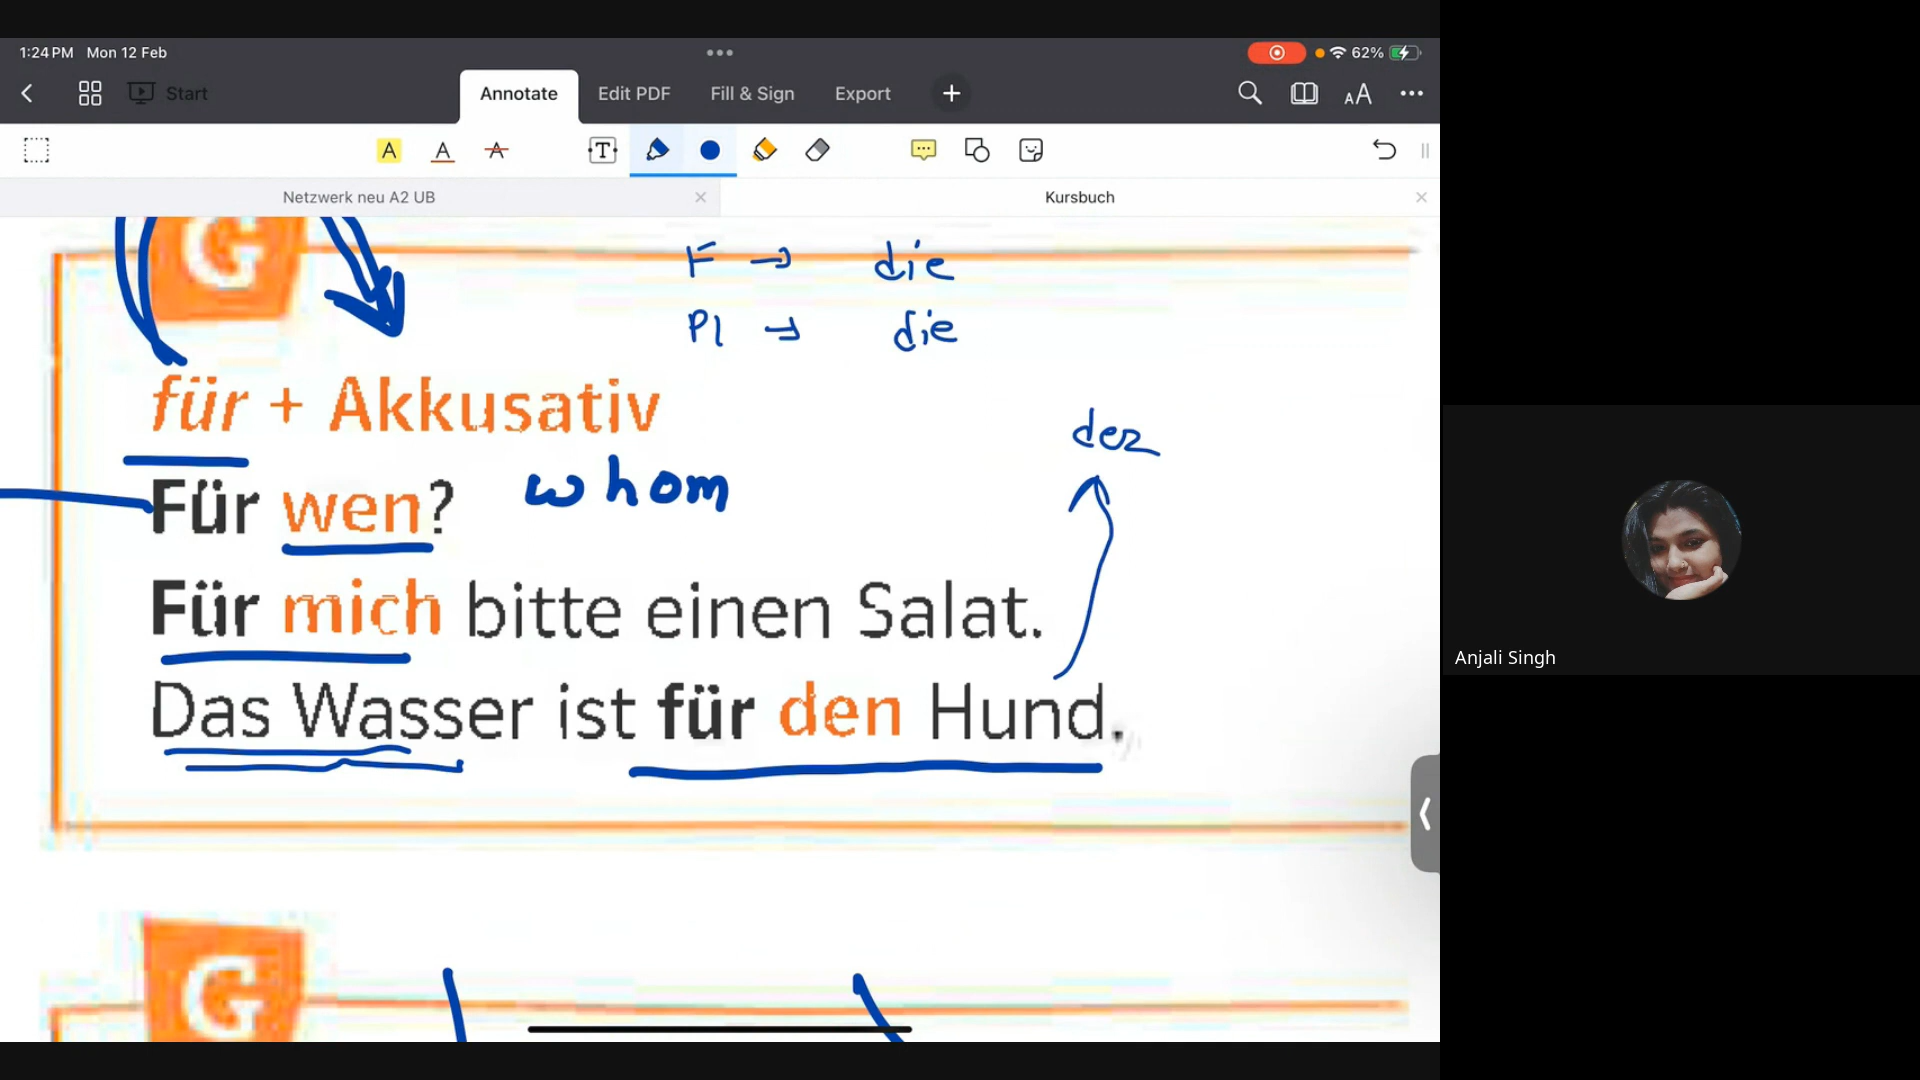 1:24 PM Mon 12 Feb
62%
Start
Annotate
Edit PDF
Fill & Sign
Export
Netzwerk neu A2 UB
Kursbuch
G
F → die
Pl → die
für + Akkusativ
der
Für wen? whom
Für mich bitte einen Salat.
Das Wasser ist für den Hund.
G
Anjali Singh